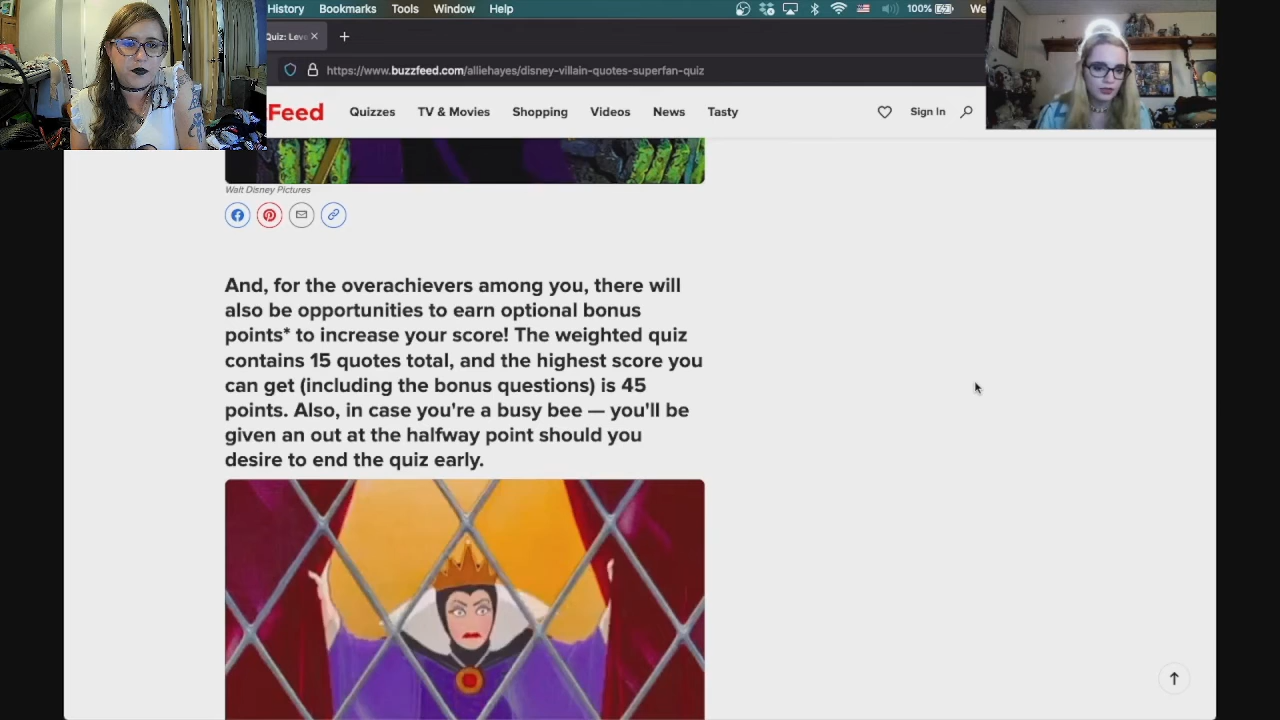 History Bookmarks Tools Window Help 100% We
Quiz: Leve
https://www.buzzfeed.com/alliehayes/disney-villain-quotes-superfan-quiz
Feed Quizzes TV & Movies Shopping Videos News Tasty Sign In
Walt Disney Pictures
And, for the overachievers among you, there will
also be opportunities to earn optional bonus
points* to increase your score! The weighted quiz
contains 15 quotes total, and the highest score you
can get (including the bonus questions) is 45
points. Also, in case you're a busy bee — you'll be
given an out at the halfway point should you
desire to end the quiz early.